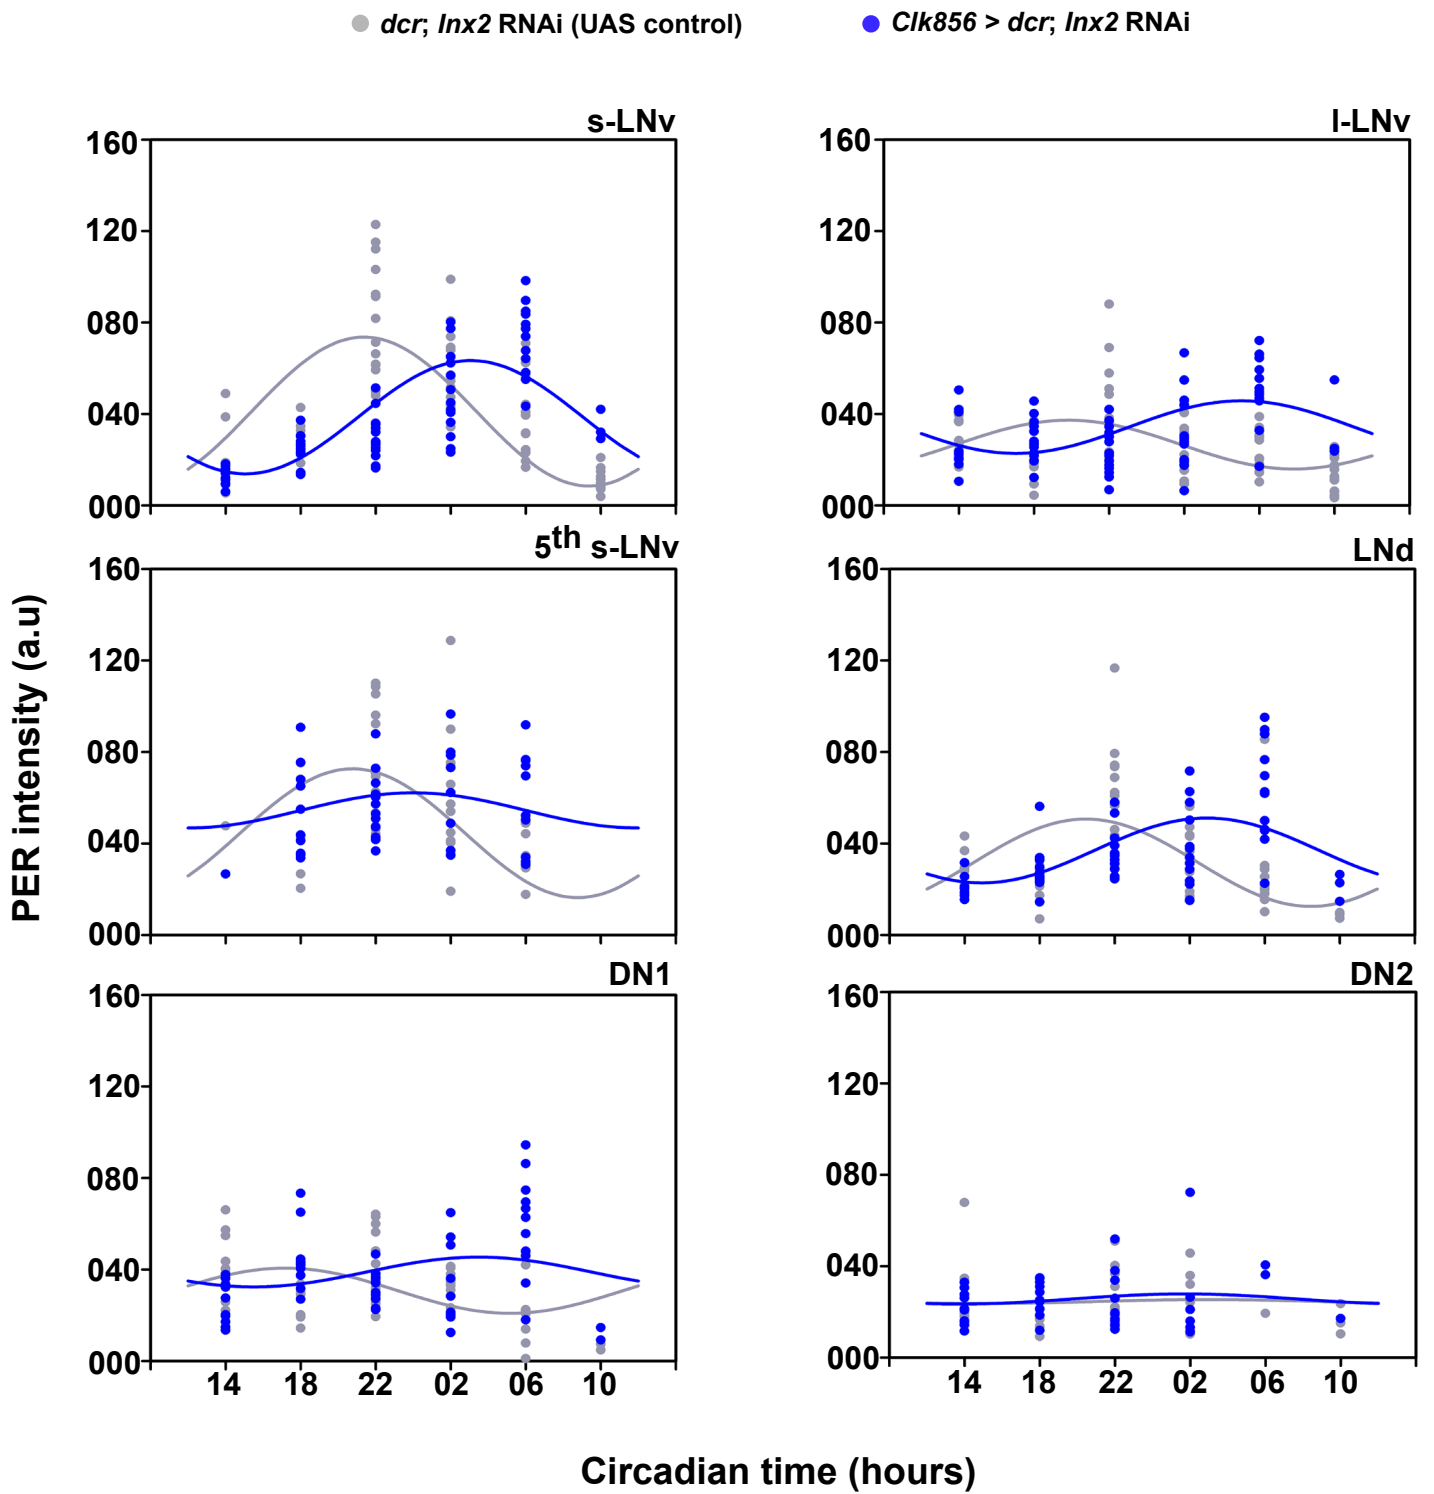 dcr; Inx2 RNAi (UAS control) Clk856 > dcr; Inx2 RNAi
s-LNv
160
120
080
040
000
l-LNv
160
120
080
040
000
5th s-LNv
160
120
080
040
000
LNd
160
120
080
040
000
DN1
160
120
080
040
000
14 18 22 02 06 10
DN2
160
120
080
040
000
14 18 22 02 06 10
PER intensity (a.u)
Circadian time (hours)